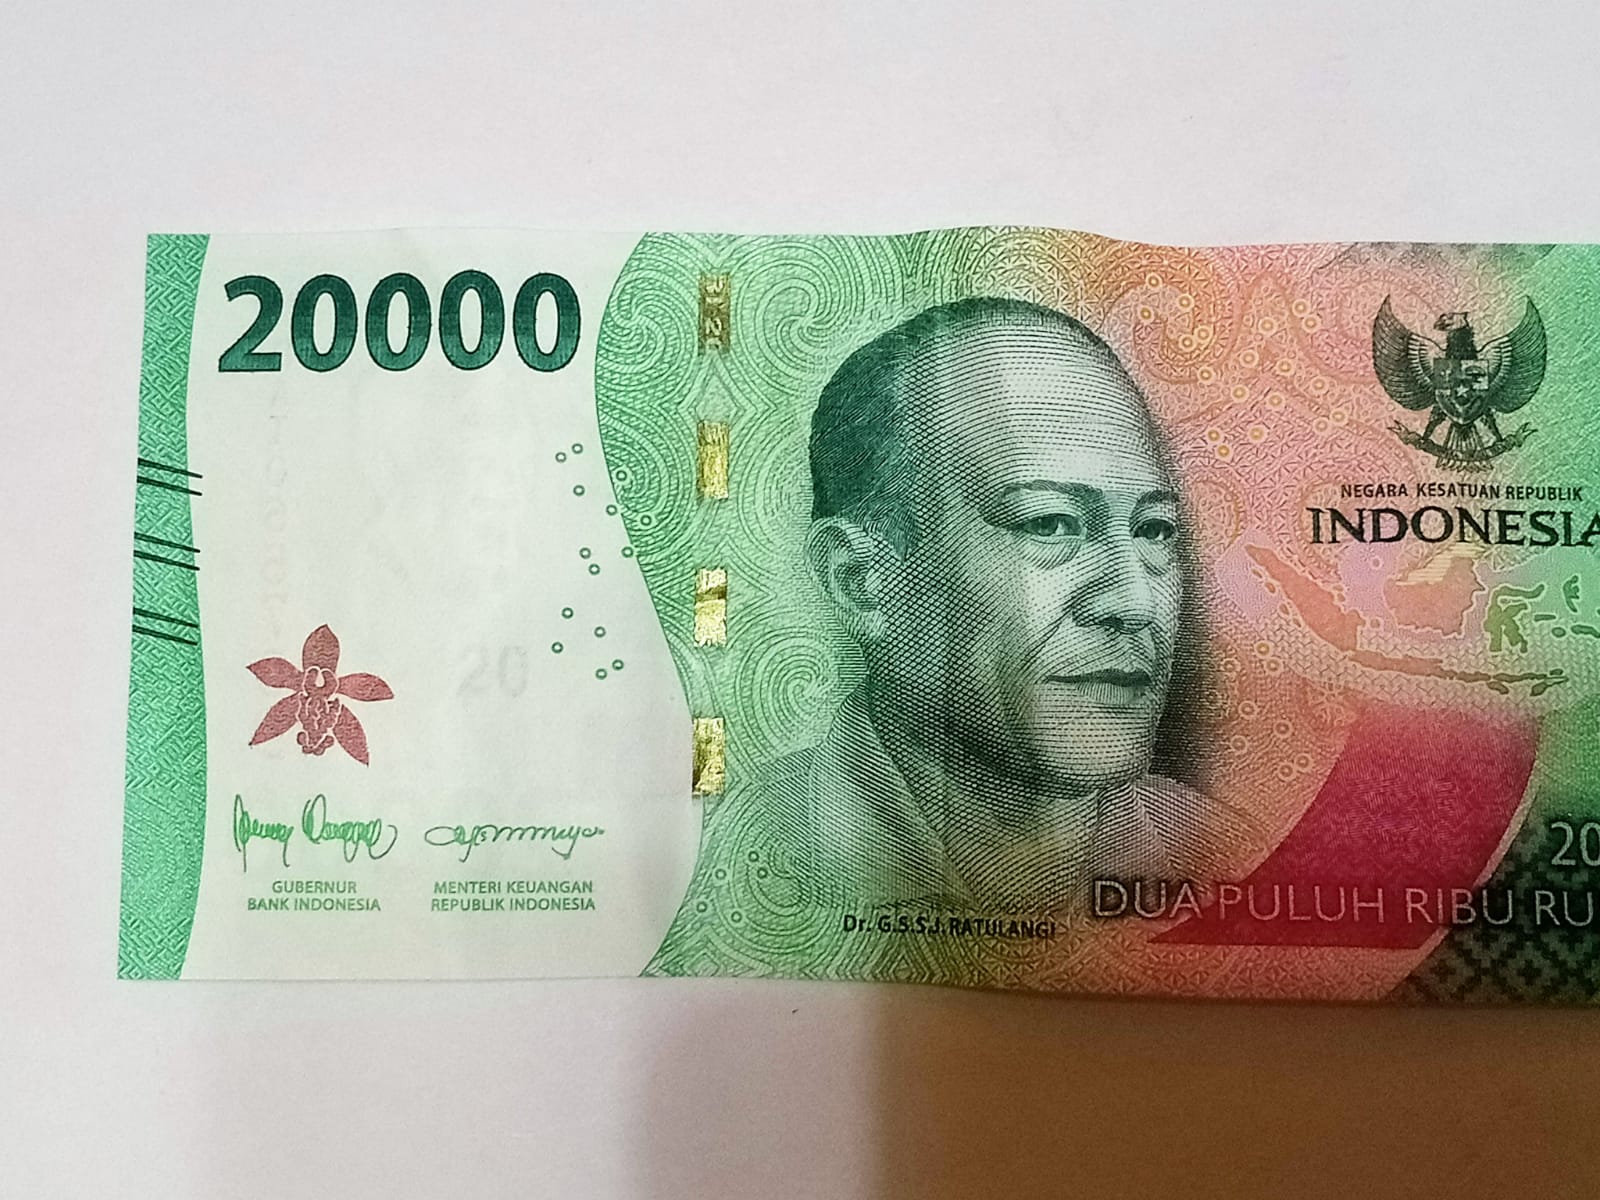 20000
NEGARA KESATUAN REPUBLIK
INDONESIA
20
GUBERNUR
BANK INDONESIA
MENTERI KEUANGAN
REPUBLIK INDONESIA
Dr. G.S.S.J. RATULANGI
20
DUA PULUH RIBU RU